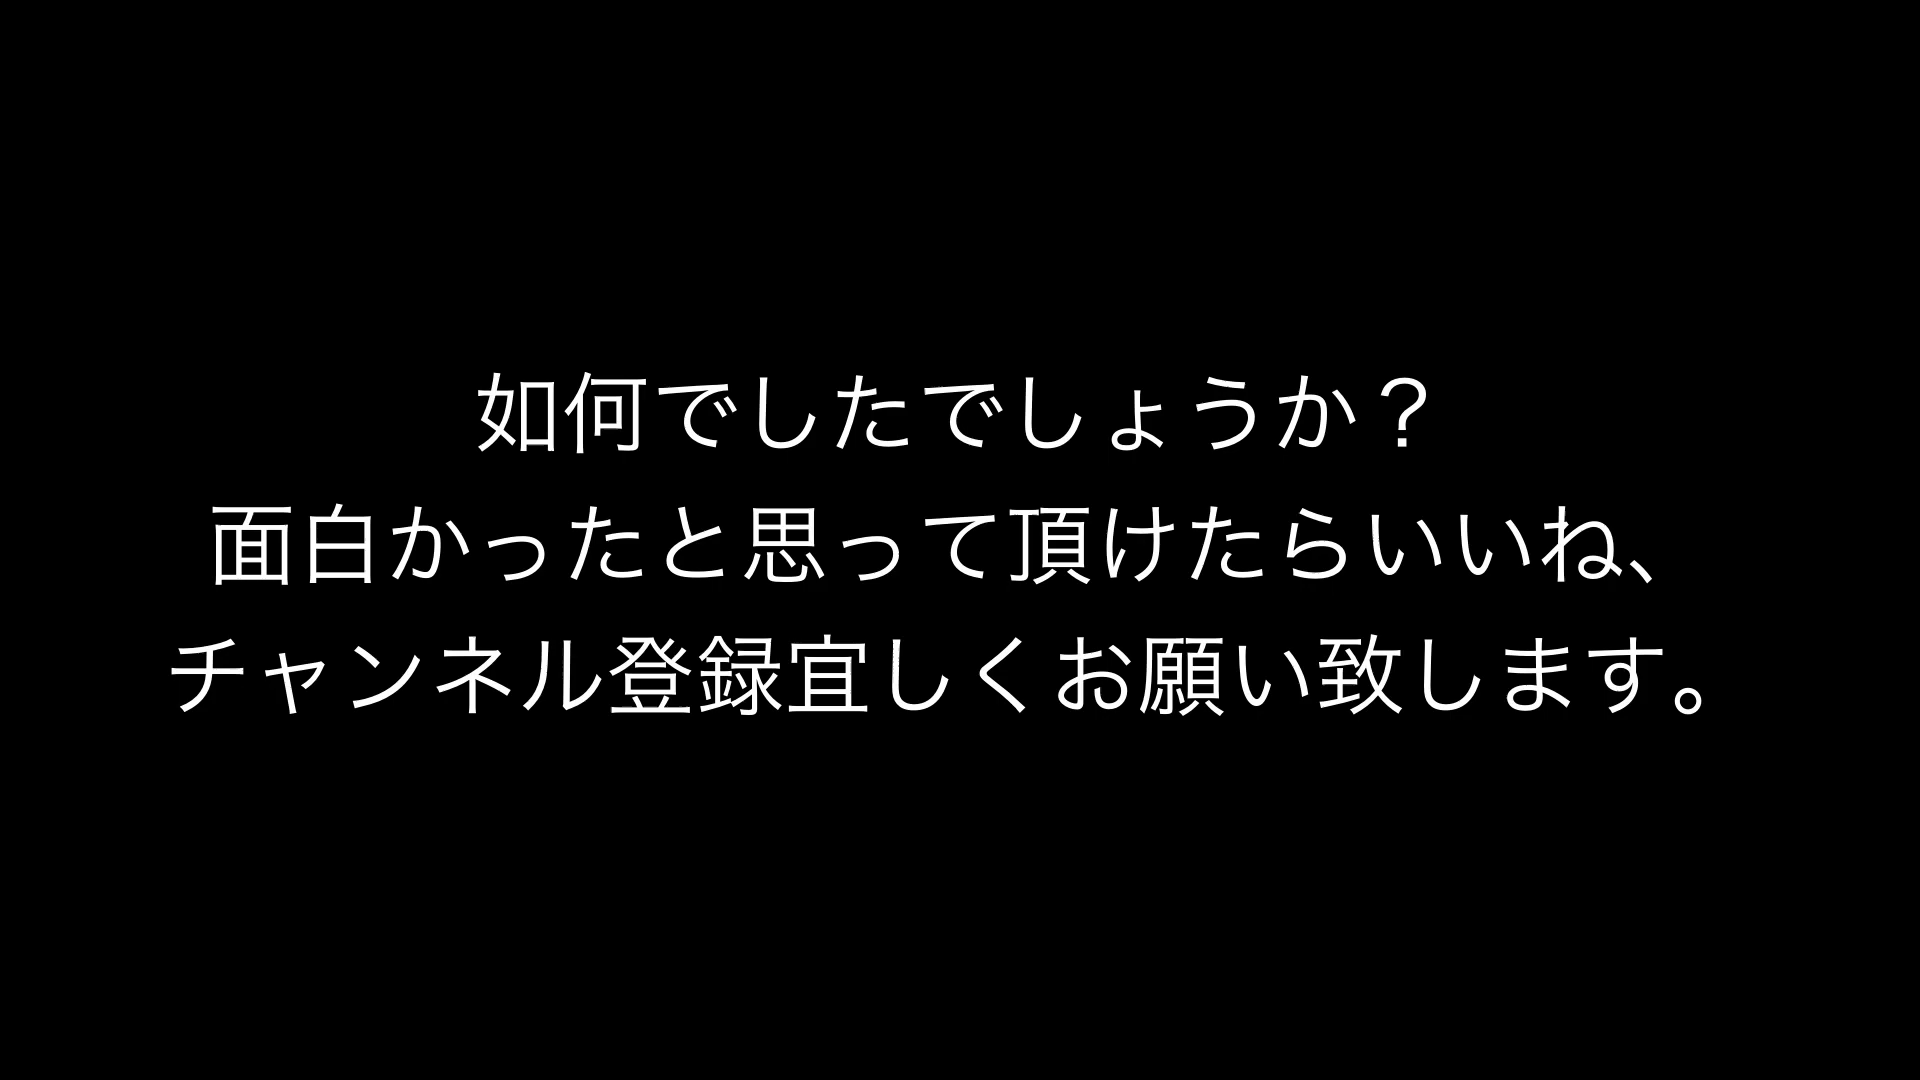 如何でしたでしょうか？
面白かったと思って頂けたらいいね、
チャンネル登録宜しくお願い致します。